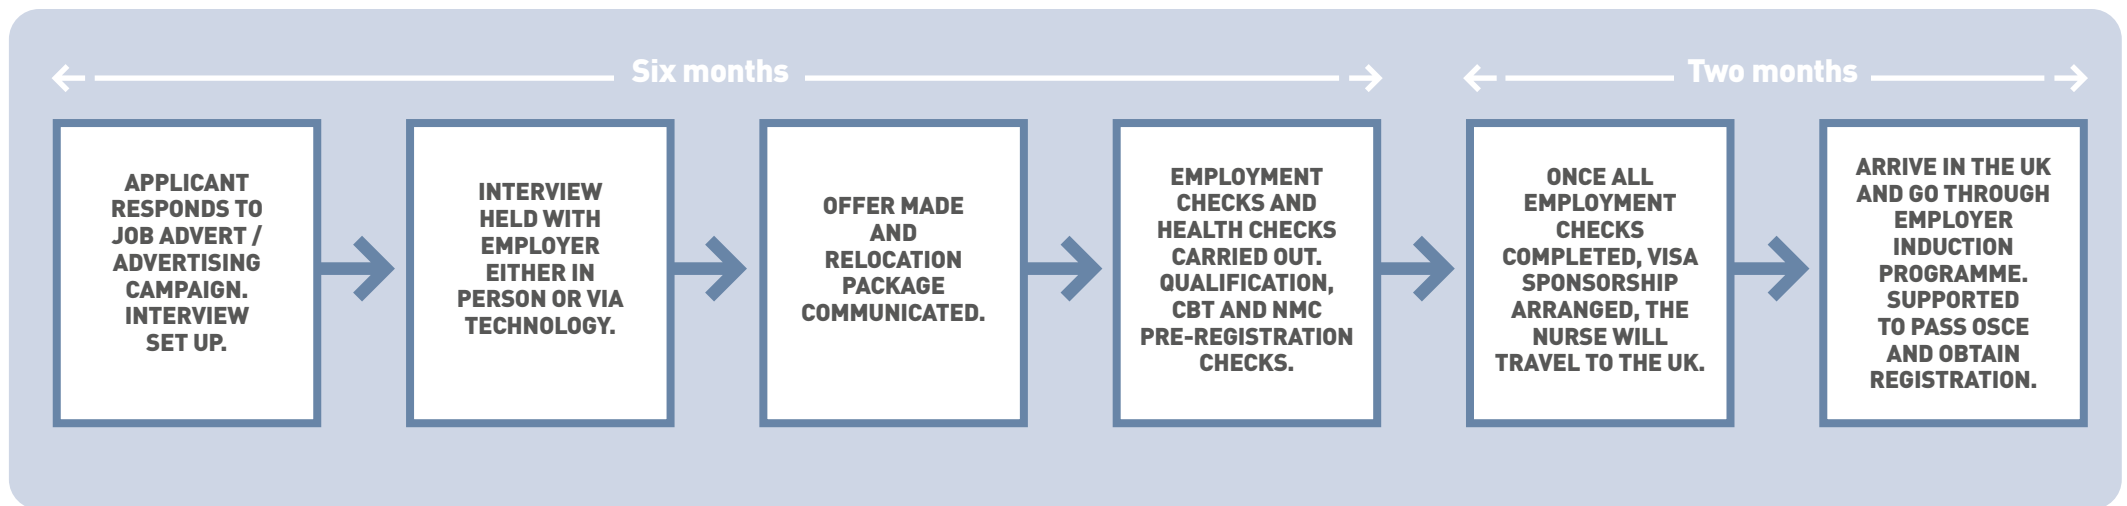 Six months
Two months
APPLICANT
RESPONDS TO
JOB ADVERT /
ADVERTISING
CAMPAIGN.
INTERVIEW
SET UP.
INTERVIEW
HELD WITH
EMPLOYER
EITHER IN
PERSON OR VIA
TECHNOLOGY.
OFFER MADE
AND
RELOCATION
PACKAGE
COMMUNICATED.
EMPLOYMENT
CHECKS AND
HEALTH CHECKS
CARRIED OUT.
QUALIFICATION,
CBT AND NMC
PRE-REGISTRATION
CHECKS.
ONCE ALL
EMPLOYMENT
CHECKS
COMPLETED, VISA
SPONSORSHIP
ARRANGED, THE
NURSE WILL
TRAVEL TO THE UK.
ARRIVE IN THE UK
AND GO THROUGH
EMPLOYER
INDUCTION
PROGRAMME.
SUPPORTED
TO PASS OSCE
AND OBTAIN
REGISTRATION.